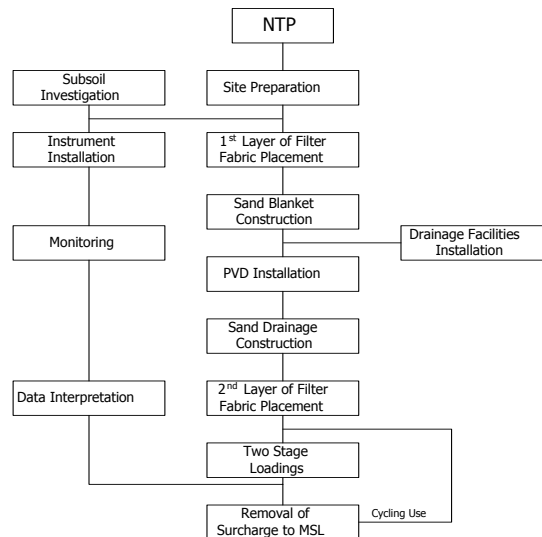 NTP
Subsoil
Investigation
Site Preparation
Instrument
Installation
1st Layer of Filter
Fabric Placement
Sand Blanket
Construction
Monitoring
Drainage Facilities
Installation
PVD Installation
Sand Drainage
Construction
Data Interpretation
2nd Layer of Filter
Fabric Placement
Two Stage
Loadings
Removal of
Surcharge to MSL
Cycling Use